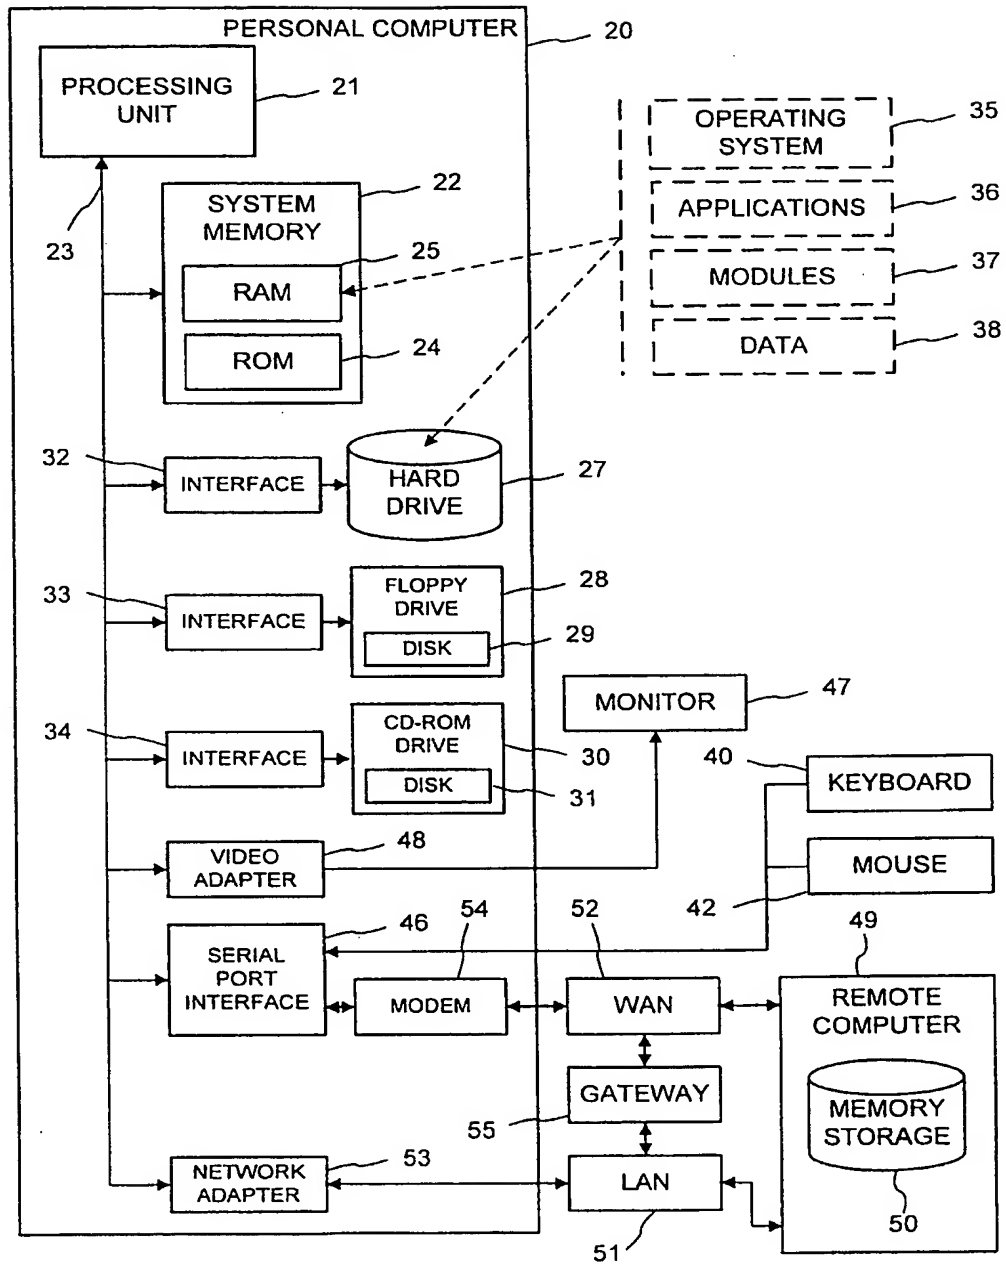 PERSONAL COMPUTER
20
PROCESSING
UNIT
21
23
22
SYSTEM
MEMORY
25
RAM
24
ROM
OPERATING
SYSTEM
35
APPLICATIONS
36
MODULES
37
DATA
38
32
INTERFACE
HARD
DRIVE
27
33
INTERFACE
FLOPPY
DRIVE
28
DISK
29
34
INTERFACE
CD-ROM
DRIVE
30
DISK
31
MONITOR
47
40
KEYBOARD
MOUSE
42
VIDEO
ADAPTER
48
46
SERIAL
PORT
INTERFACE
54
MODEM
52
WAN
49
REMOTE
COMPUTER
GATEWAY
55
MEMORY
STORAGE
50
NETWORK
ADAPTER
53
LAN
51